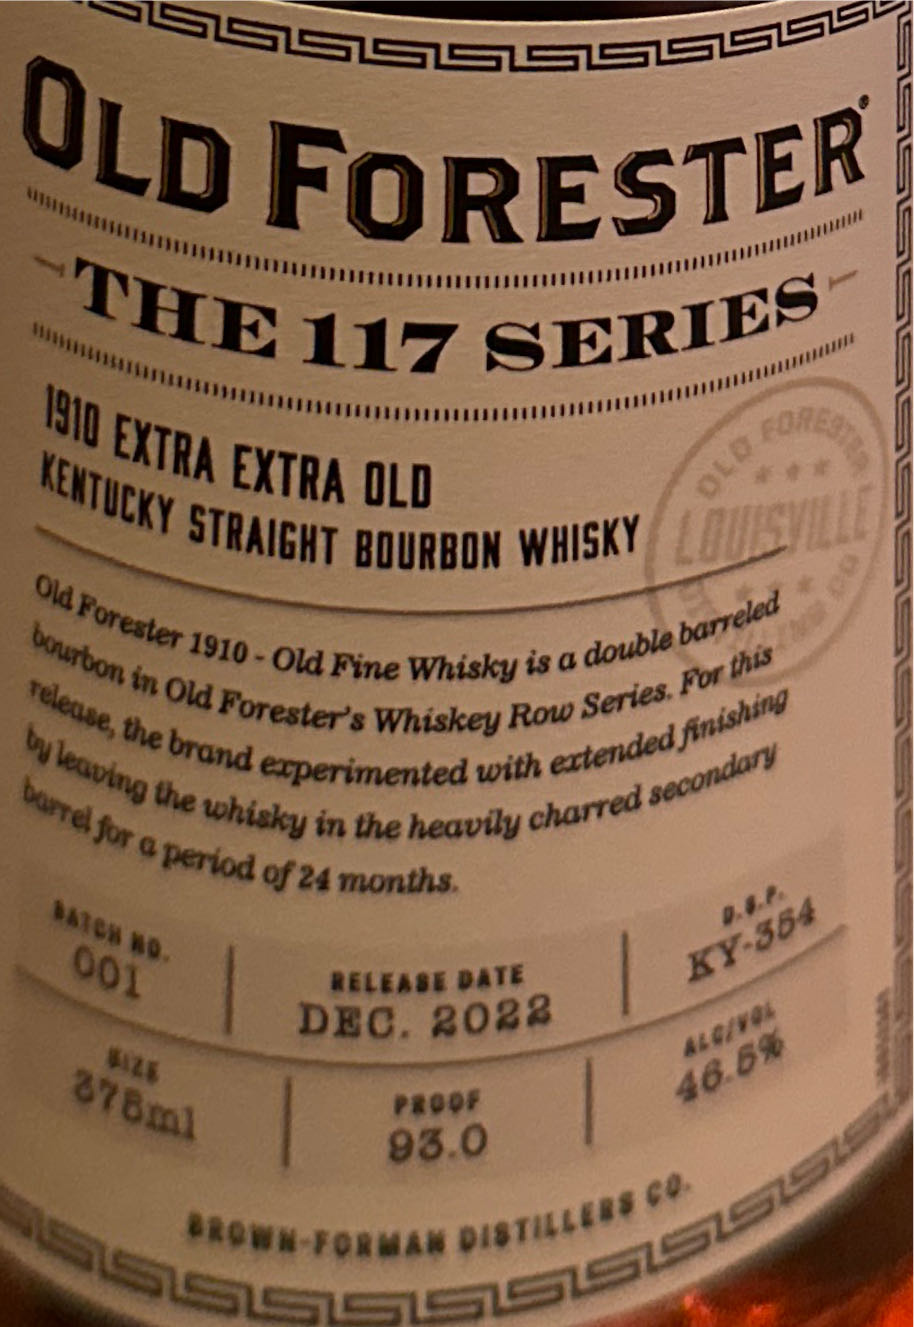 OLD FORESTER®
THE 117 SERIES
1910 EXTRA EXTRA OLD
KENTUCKY STRAIGHT BOURBON WHISKY
OLD FORESTER
LOUISVILLE
Old Forester 1910 - Old Fine Whisky is a double barreled
bourbon in Old Forester's Whiskey Row Series. For this
release, the brand experimented with extended finishing
by leaving the whisky in the heavily charred secondary
barrel for a period of 24 months.
BATCH NO.
001
RELEASE DATE
DEC. 2022
D.S.P.
KY-354
SIZE
375ml
PROOF
93.0
ALC/VOL
46.5%
BROWN-FORMAN DISTILLERS CO.